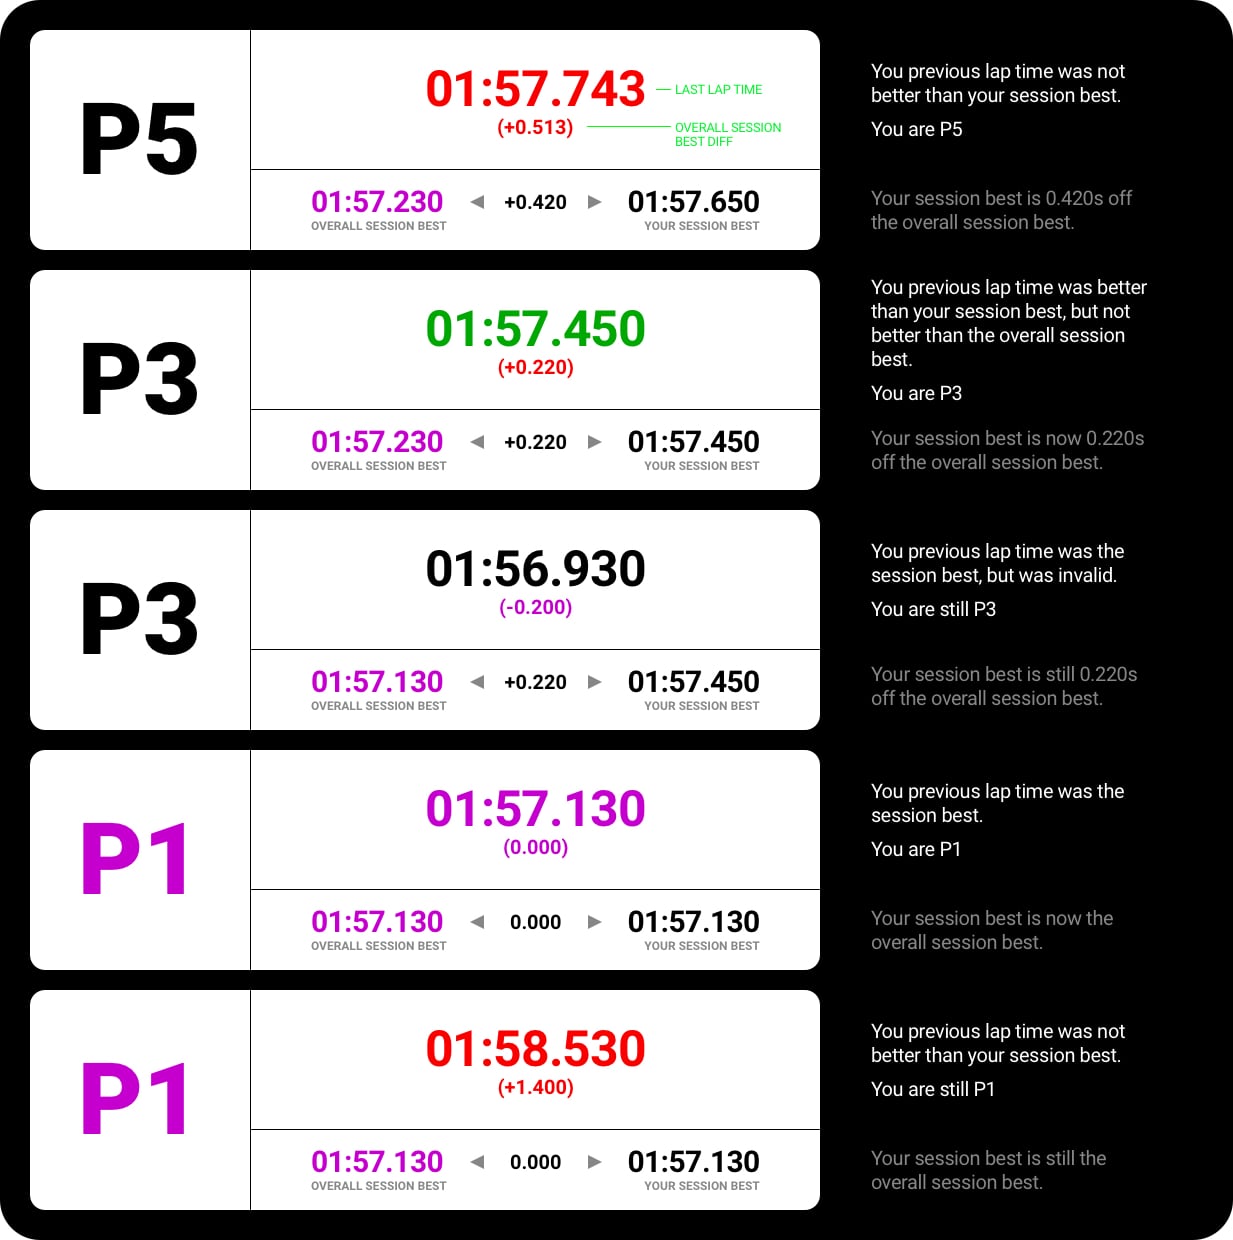 P5
01:57.743
LAST LAP TIME
(+0.513)
OVERALL SESSION
BEST DIFF
01:57.230
+0.420
01:57.650
OVERALL SESSION BEST
YOUR SESSION BEST
You previous lap time was not
better than your session best.
You are P5
Your session best is 0.420s off
the overall session best.
P3
01:57.450
(+0.220)
01:57.230
+0.220
01:57.450
OVERALL SESSION BEST
YOUR SESSION BEST
You previous lap time was better
than your session best, but not
better than the overall session
best.
You are P3
Your session best is now 0.220s
off the overall session best.
P3
01:56.930
(-0.200)
01:57.130
+0.220
01:57.450
OVERALL SESSION BEST
YOUR SESSION BEST
You previous lap time was the
session best, but was invalid.
You are still P3
Your session best is still 0.220s
off the overall session best.
P1
01:57.130
(0.000)
01:57.130
0.000
01:57.130
OVERALL SESSION BEST
YOUR SESSION BEST
You previous lap time was the
session best.
You are P1
Your session best is now the
overall session best.
P1
01:58.530
(+1.400)
01:57.130
0.000
01:57.130
OVERALL SESSION BEST
YOUR SESSION BEST
You previous lap time was not
better than your session best.
You are still P1
Your session best is still the
overall session best.